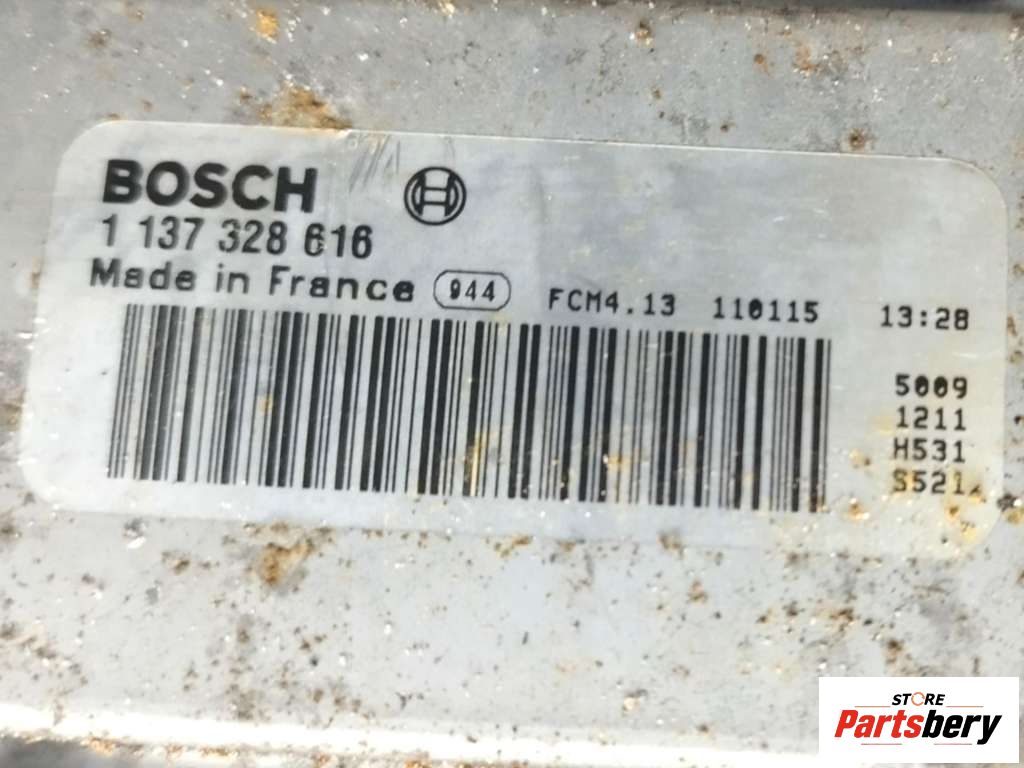 BOSCH
1 137 328 616
Made in France 944 FCM4.13 110115 13:28
5009
1211
H531
S521
STORE
Partsbery